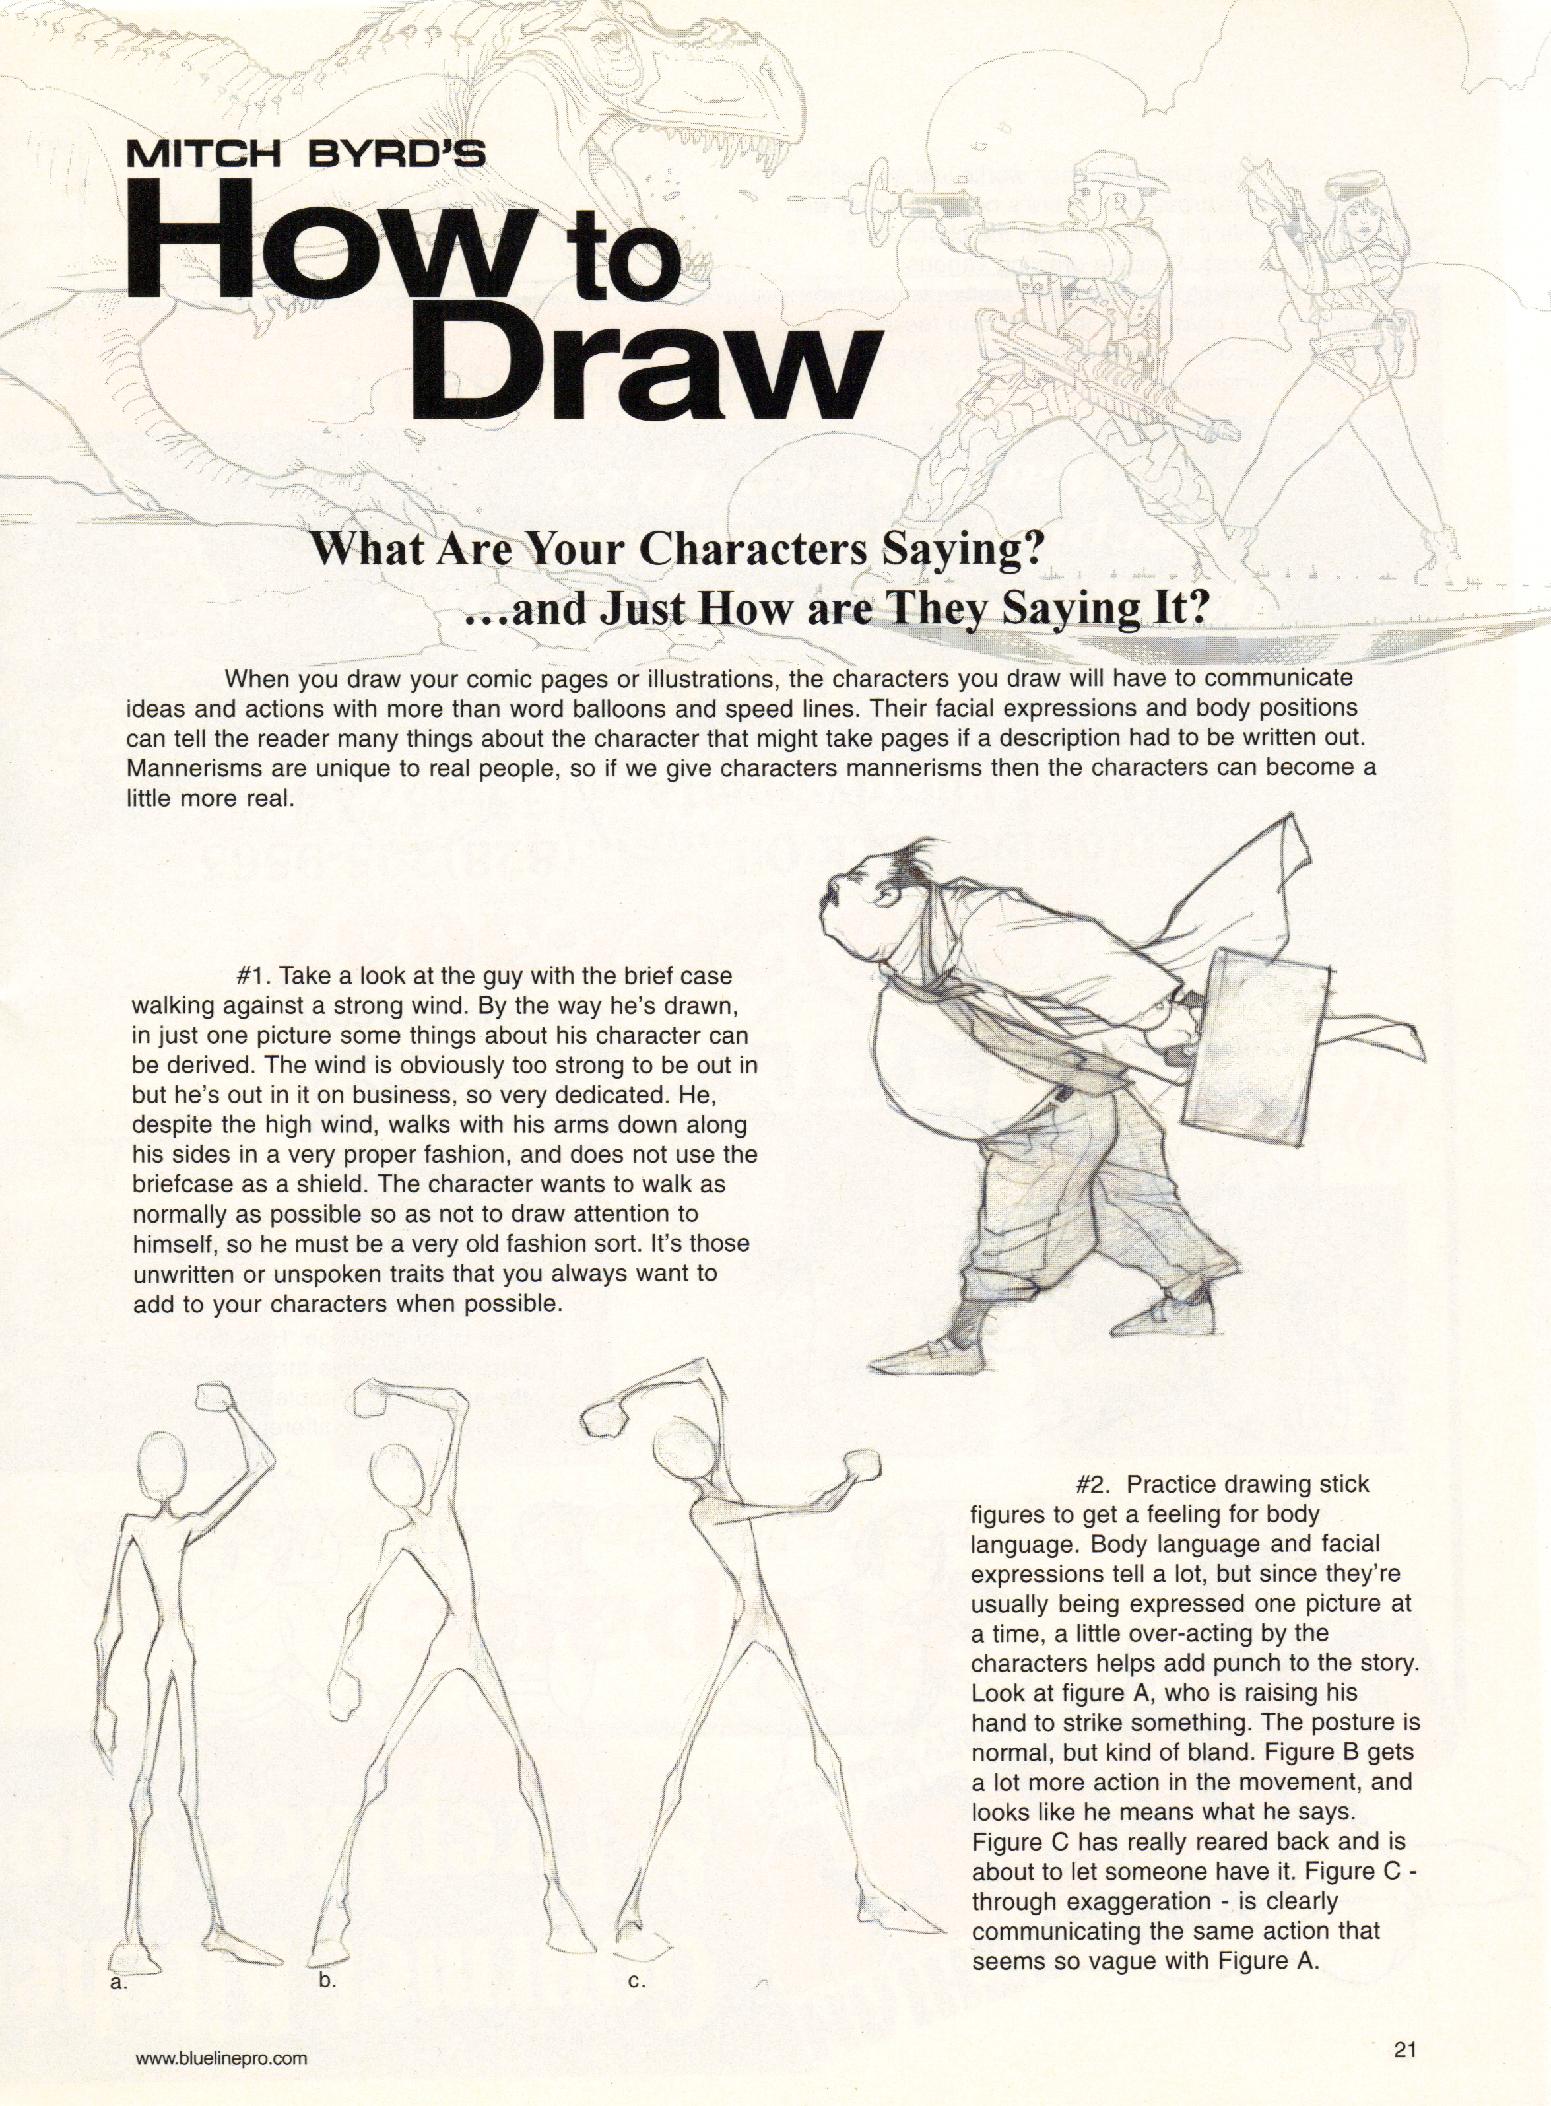 MITCH BYRD'S
How to
Draw
What Are Your Characters Saying?
...and Just How are They Saying It?
When you draw your comic pages or illustrations, the characters you draw will have to communicate
ideas and actions with more than word balloons and speed lines. Their facial expressions and body positions
can tell the reader many things about the character that might take pages if a description had to be written out.
Mannerisms are unique to real people, so if we give characters mannerisms then the characters can become a
little more real.
#1. Take a look at the guy with the brief case
walking against a strong wind. By the way he's drawn,
in just one picture some things about his character can
be derived. The wind is obviously too strong to be out in
but he's out in it on business, so very dedicated. He,
despite the high wind, walks with his arms down along
his sides in a very proper fashion, and does not use the
briefcase as a shield. The character wants to walk as
normally as possible so as not to draw attention to
himself, so he must be a very old fashion sort. It's those
unwritten or unspoken traits that you always want to
add to your characters when possible.
#2. Practice drawing stick
figures to get a feeling for body
language. Body language and facial
expressions tell a lot, but since they're
usually being expressed one picture at
a time, a little over-acting by the
characters helps add punch to the story.
Look at figure A, who is raising his
hand to strike something. The posture is
normal, but kind of bland. Figure B gets
a lot more action in the movement, and
looks like he means what he says.
Figure C has really reared back and is
about to let someone have it. Figure C -
through exaggeration - is clearly
communicating the same action that
seems so vague with Figure A.
a.
b.
c.
www.bluelinepro.com
21